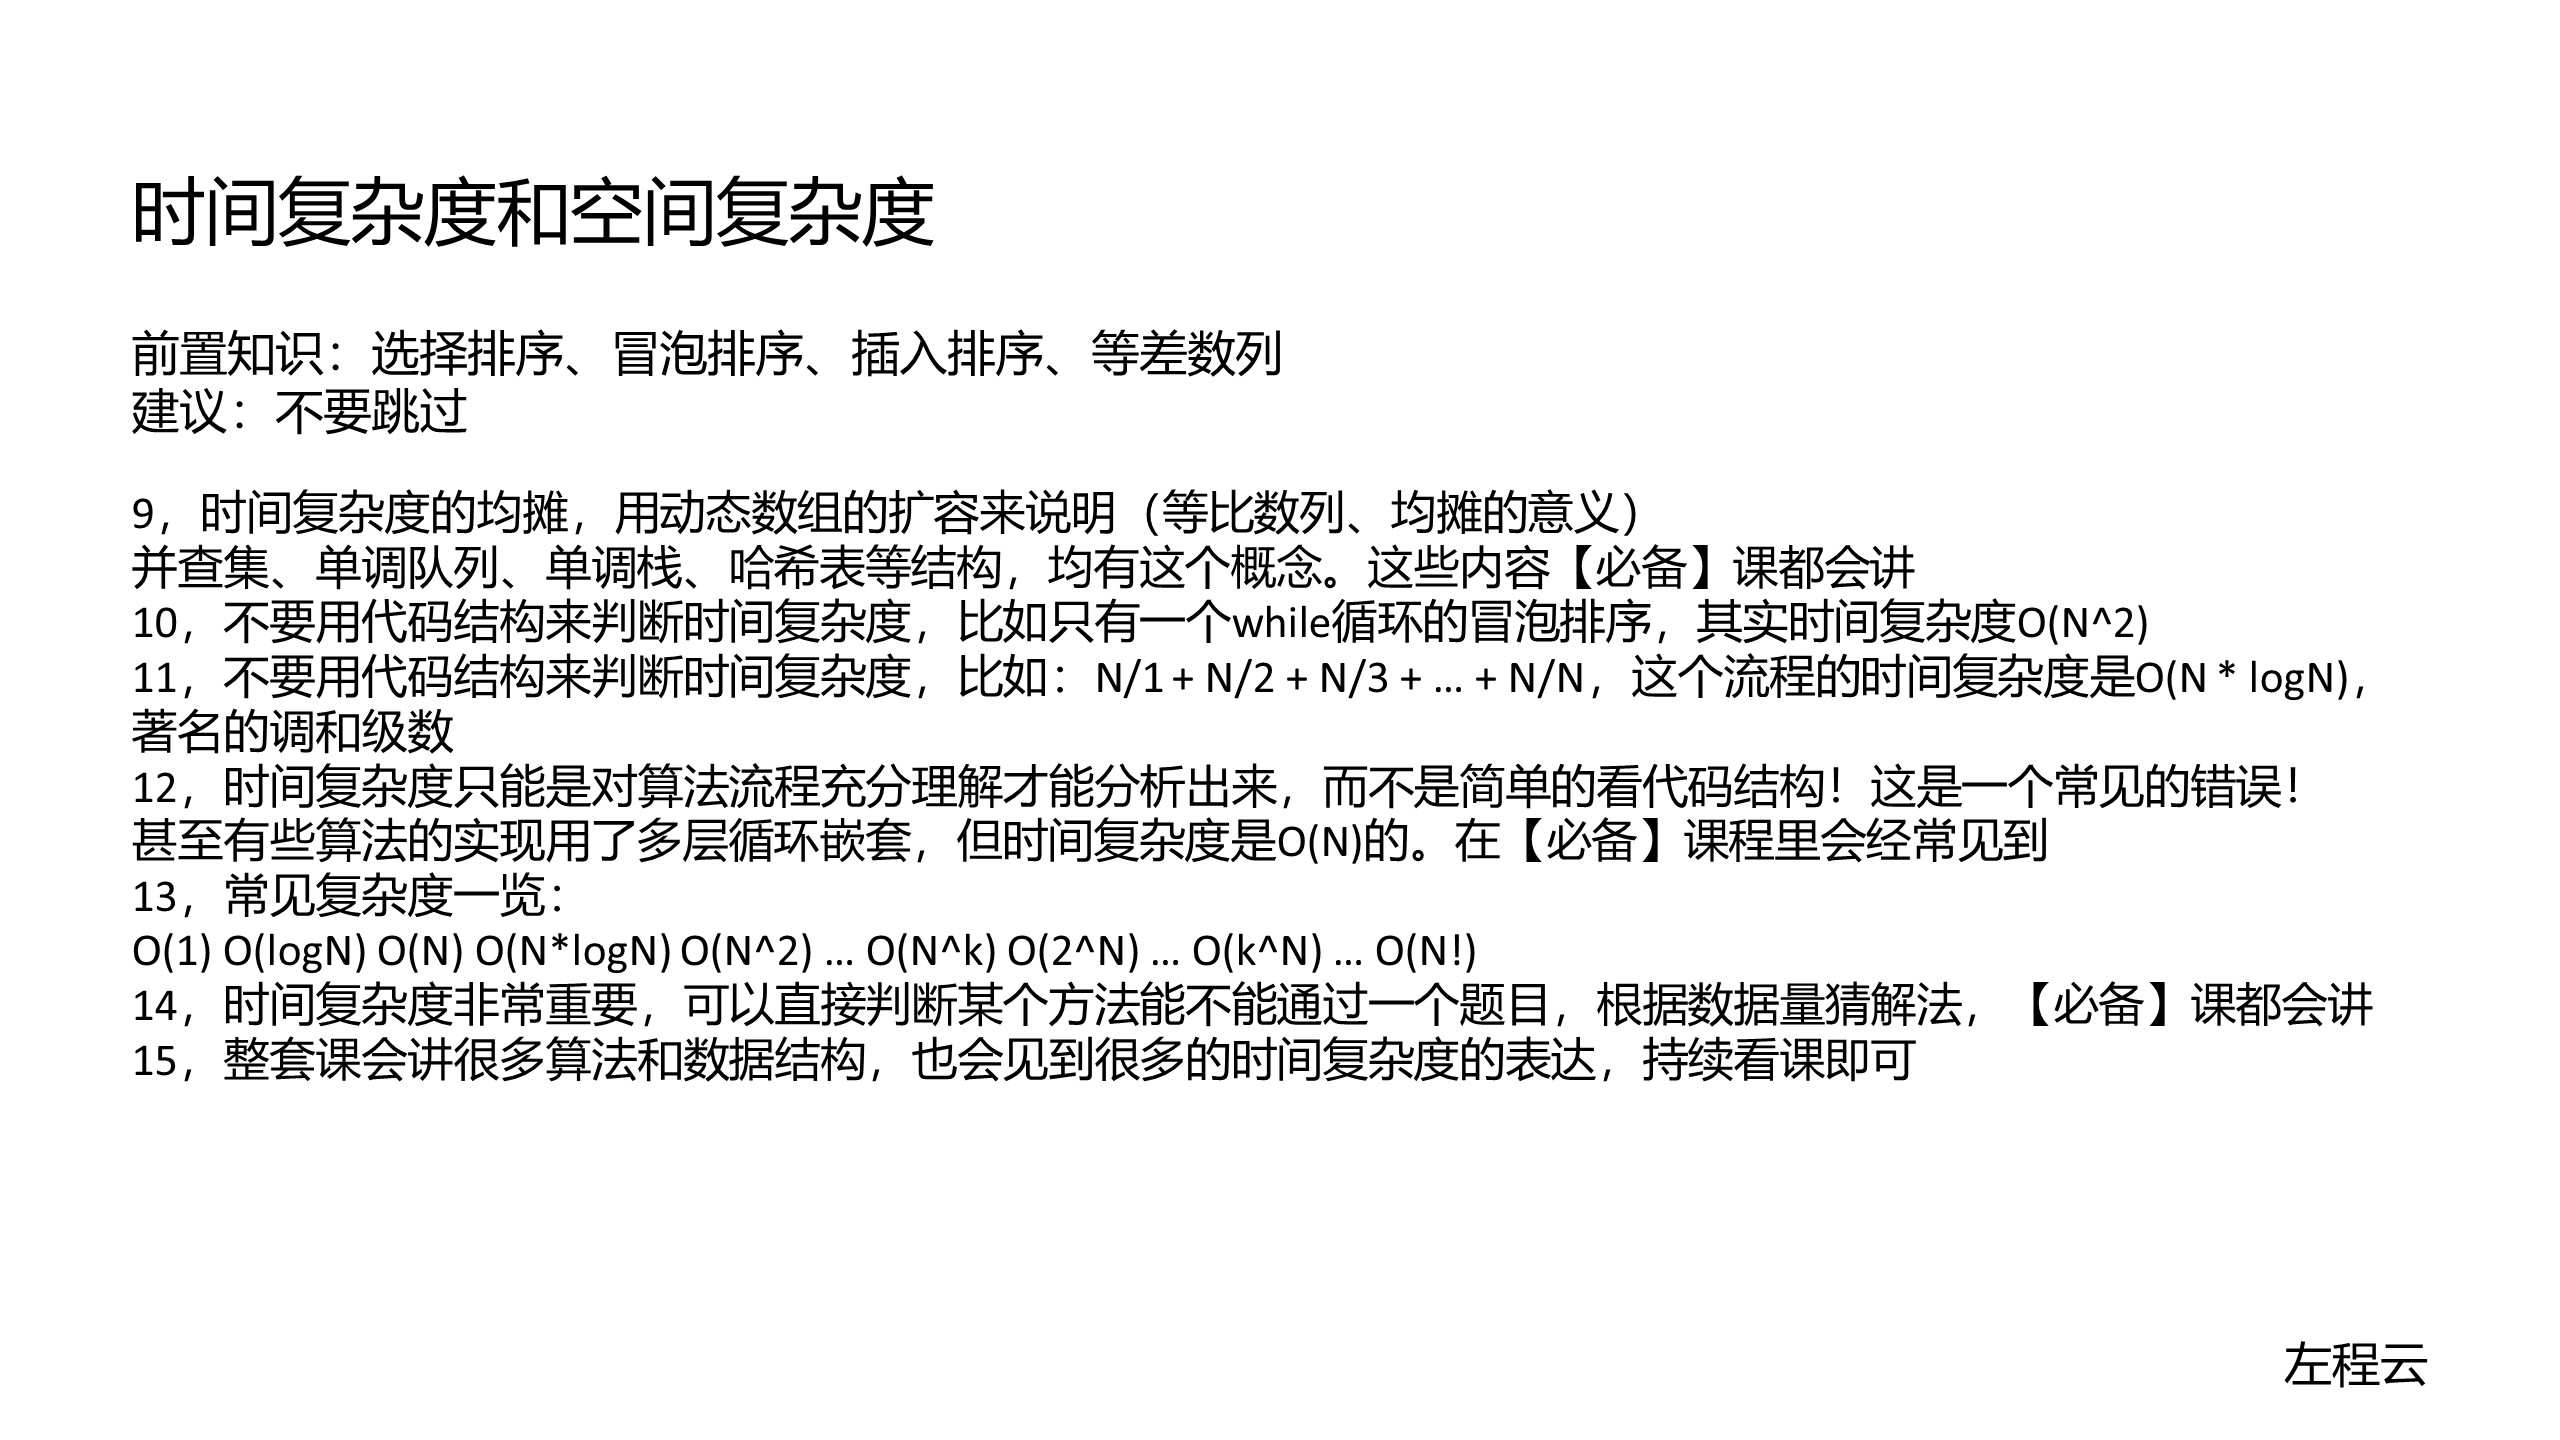 时间复杂度和空间复杂度
前置知识：选择排序、冒泡排序、插入排序、等差数列
建议：不要跳过
9，时间复杂度的均摊，用动态数组的扩容来说明（等比数列、均摊的意义）
并查集、单调队列、单调栈、哈希表等结构，均有这个概念。这些内容【必备】课都会讲
10，不要用代码结构来判断时间复杂度，比如只有一个while循环的冒泡排序，其实时间复杂度O(N^2)
11，不要用代码结构来判断时间复杂度，比如：N/1 + N/2 + N/3 + … + N/N，这个流程的时间复杂度是O(N * logN)，
著名的调和级数
12，时间复杂度只能是对算法流程充分理解才能分析出来，而不是简单的看代码结构！这是一个常见的错误！
甚至有些算法的实现用了多层循环嵌套，但时间复杂度是O(N)的。在【必备】课程里会经常见到
13，常见复杂度一览：
O(1) O(logN) O(N) O(N*logN) O(N^2) … O(N^k) O(2^N) … O(k^N) … O(N!)
14，时间复杂度非常重要，可以直接判断某个方法能不能通过一个题目，根据数据量猜解法，【必备】课都会讲
15，整套课会讲很多算法和数据结构，也会见到很多的时间复杂度的表达，持续看课即可
左程云